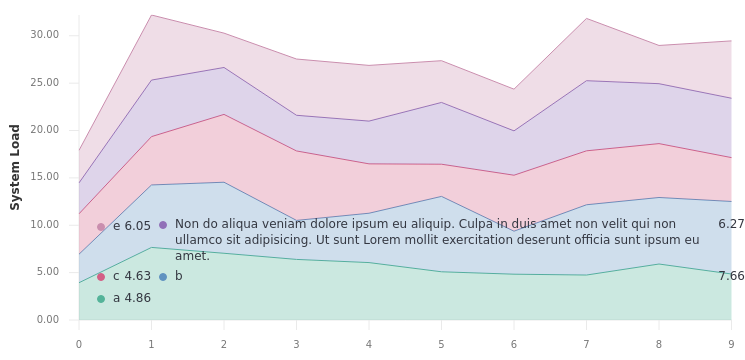 30.00
25.00
20.00
15.00
10.00
5.00
0.00
System Load
e 6.05
Non do aliqua veniam dolore ipsum eu aliquip. Culpa in duis amet non velit qui non
ullamco sit adipisicing. Ut sunt Lorem mollit exercitation deserunt officia sunt ipsum eu
amet.
6.27
c 4.63
b
7.66
a 4.86
0 1 2 3 4 5 6 7 8 9